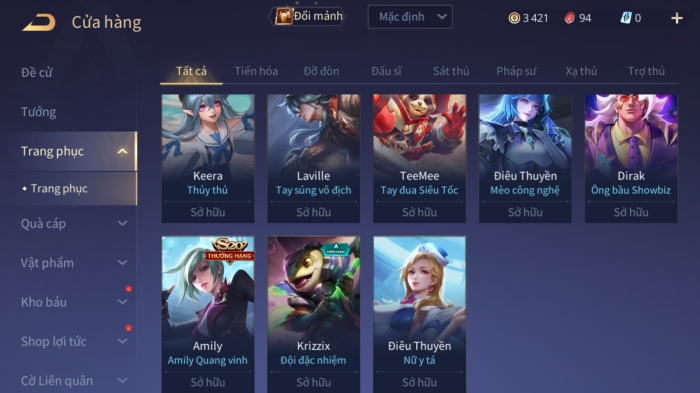 Cửa hàng
Đổi mảnh
Mặc định
3 421
94
0
Đề cử
Tướng
Trang phục
Trang phục
Quà cáp
Vật phẩm
Kho báu
Shop lợi tức
Cờ Liên quân
Tất cả Tiến hóa Đỡ đòn Đấu sĩ Sát thủ Pháp sư Xạ thủ Trợ thủ
Keera
Thủy thủ
Sở hữu
Laville
Tay súng vô địch
Sở hữu
TeeMee
Tay đua Siêu Tốc
Sở hữu
Điêu Thuyền
Mèo công nghệ
Sở hữu
Dirak
Ông bầu Showbiz
Sở hữu
S20
THƯỞNG HẠNG
Amily
Amily Quang vinh
Sở hữu
A
HỮU HẠN
Krizzix
Đội đặc nhiệm
Sở hữu
Điêu Thuyền
Nữ y tá
Sở hữu